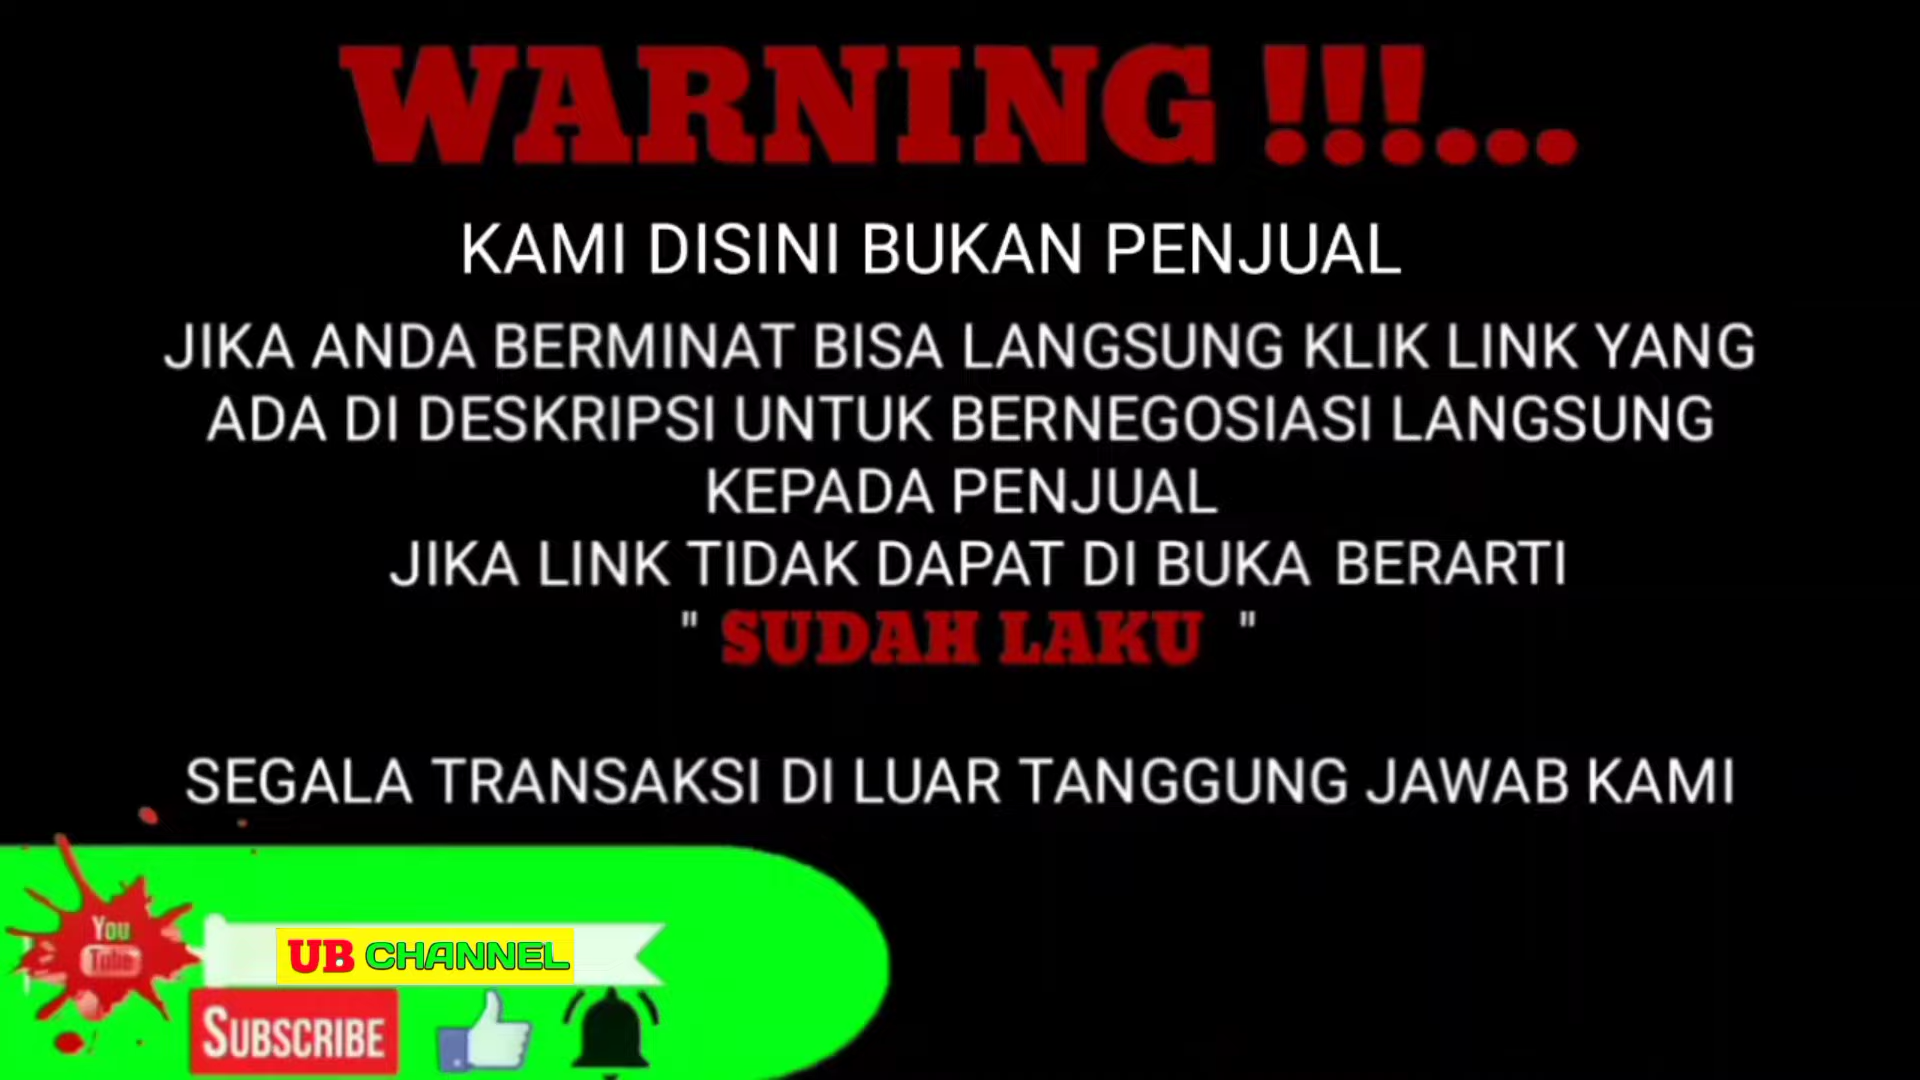 WARNING !!!...
KAMI DISINI BUKAN PENJUAL
JIKA ANDA BERMINAT BISA LANGSUNG KLIK LINK YANG
ADA DI DESKRIPSI UNTUK BERNEGOSIASI LANGSUNG
KEPADA PENJUAL
JIKA LINK TIDAK DAPAT DI BUKA BERARTI
" SUDAH LAKU "
SEGALA TRANSAKSI DI LUAR TANGGUNG JAWAB KAMI
You
Tube
UB CHANNEL
SUBSCRIBE